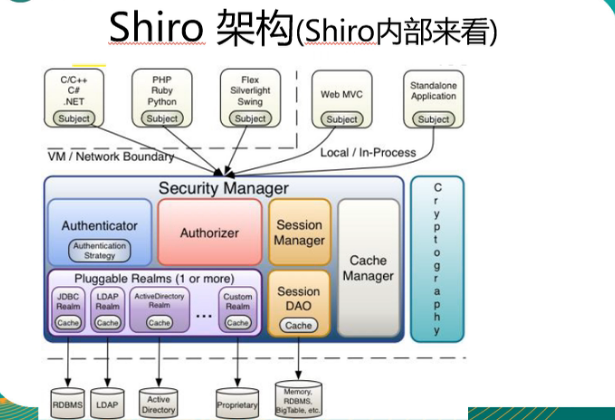 Shiro 架构(Shiro内部来看)
C/C++
C#
.NET
Subject
PHP
Ruby
Python
Subject
Flex
Silverlight
Swing
Subject
Web MVC
Subject
Standalone
Application
Subject
VM / Network Boundary
Local / In-Process
Security Manager
Authenticator
Authentication
Strategy
Authorizer
Session
Manager
Cache
Manager
Cryptography
Pluggable Realms (1 or more)
JDBC
Realm
Cache
LDAP
Realm
Cache
ActiveDirectory
Realm
Cache
...
Custom
Realm
Cache
Session
DAO
Cache
RDBMS
LDAP
Active
Directory
Proprietary
Memory,
RDBMS,
BigTable, etc.